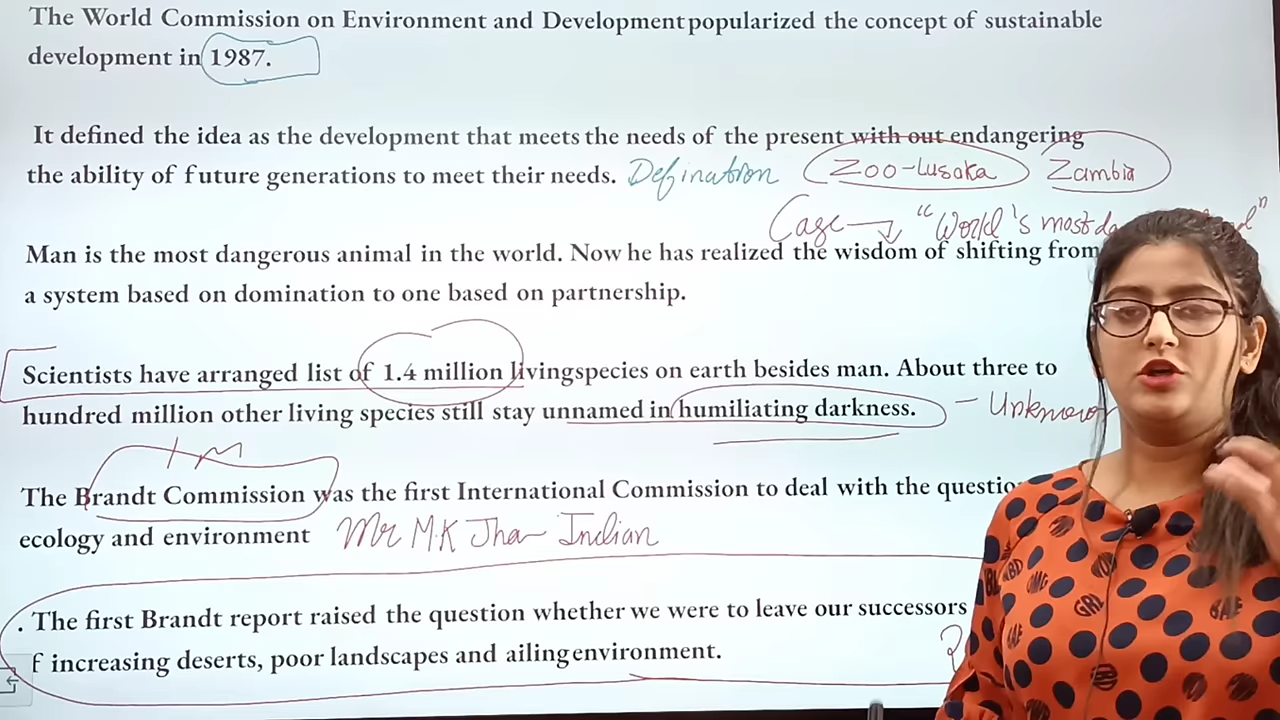 The World Commission on Environment and Development popularized the concept of sustainable
development in 1987.
It defined the idea as the development that meets the needs of the present with out endangering
the ability of future generations to meet their needs. Defination Zoo-Lusaka Zambia
Cage → "World's most
Man is the most dangerous animal in the world. Now he has realized the wisdom of shifting from
a system based on domination to one based on partnership.
Scientists have arranged list of 1.4 million livingspecies on earth besides man. About three to
hundred million other living species still stay unnamed in humiliating darkness. - Unknown
The Brandt Commission was the first International Commission to deal with the
ecology and environment Mr M.K Jha Indian
. The first Brandt report raised the question whether we were to leave our successors
f increasing deserts, poor landscapes and ailing environment.